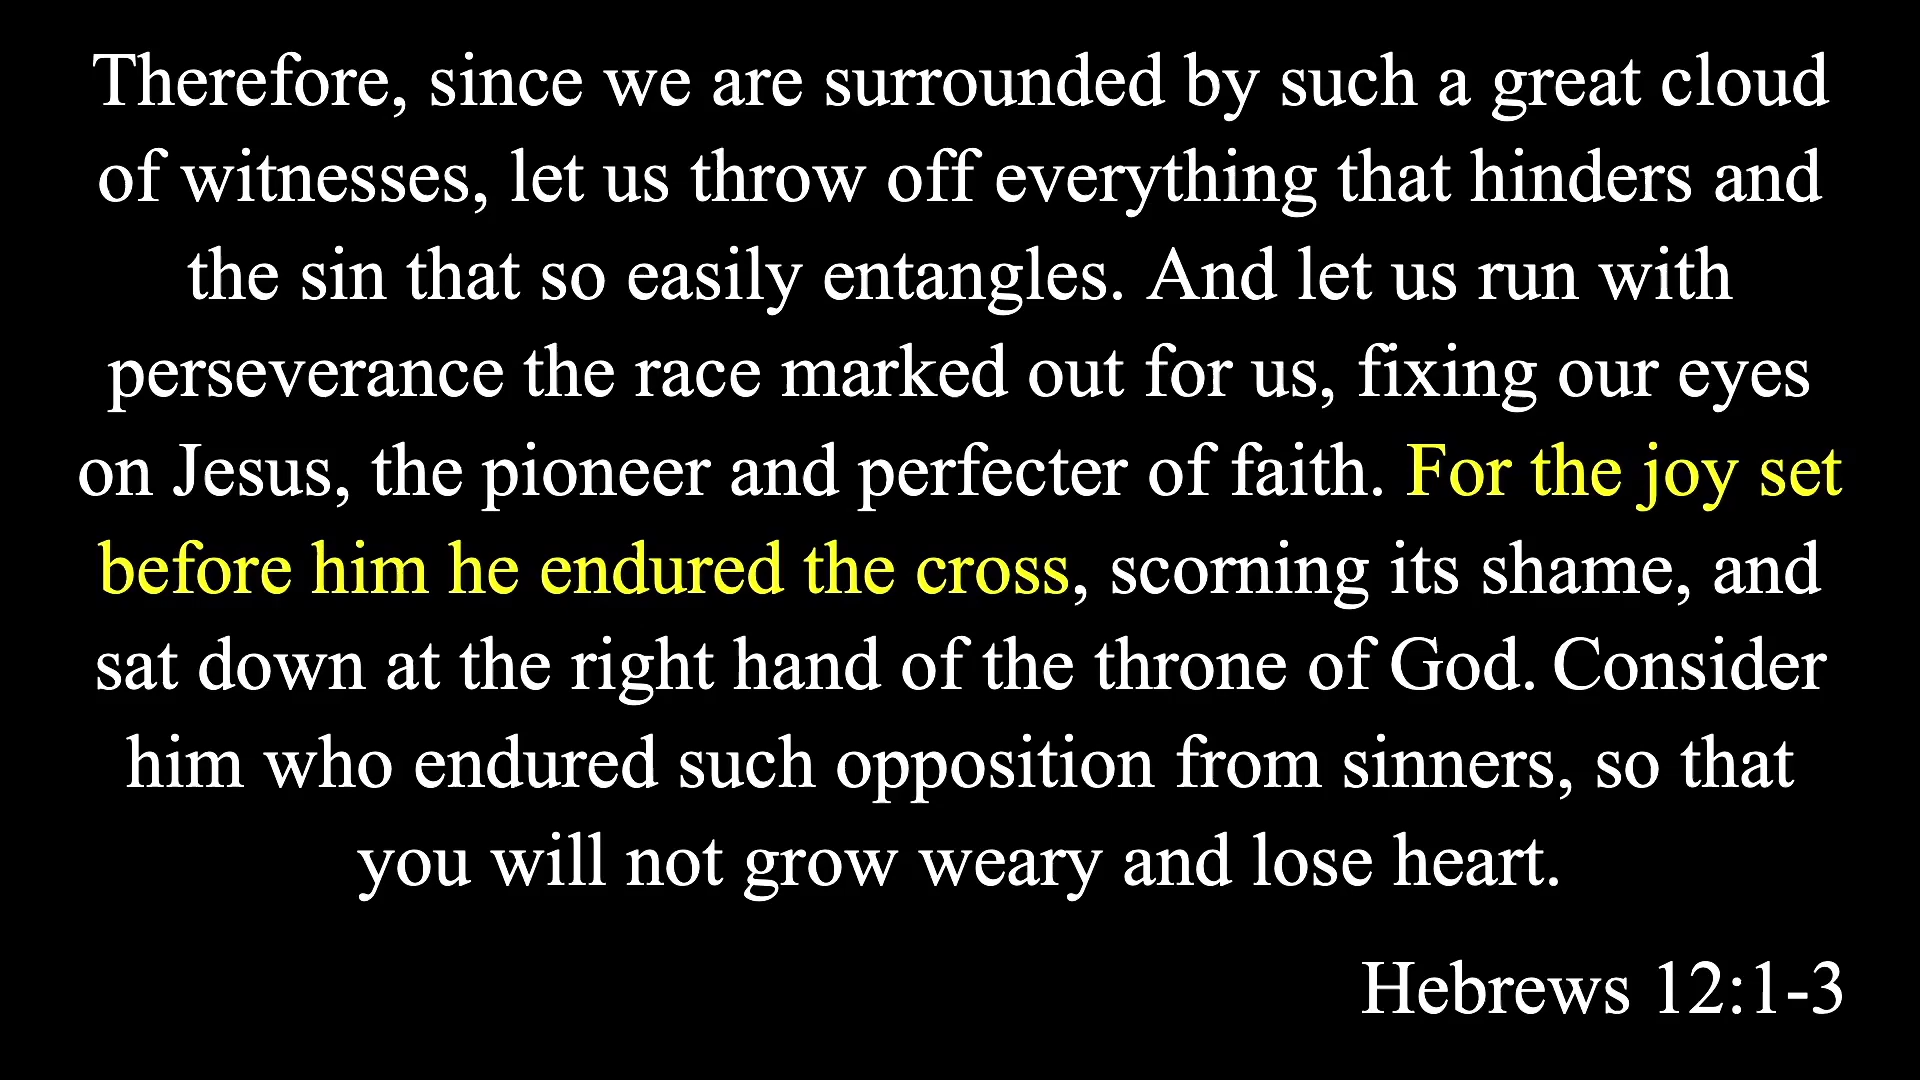 Therefore, since we are surrounded by such a great cloud
of witnesses, let us throw off everything that hinders and
the sin that so easily entangles. And let us run with
perseverance the race marked out for us, fixing our eyes
on Jesus, the pioneer and perfecter of faith. For the joy set
before him he endured the cross, scorning its shame, and
sat down at the right hand of the throne of God. Consider
him who endured such opposition from sinners, so that
you will not grow weary and lose heart.
Hebrews 12:1-3